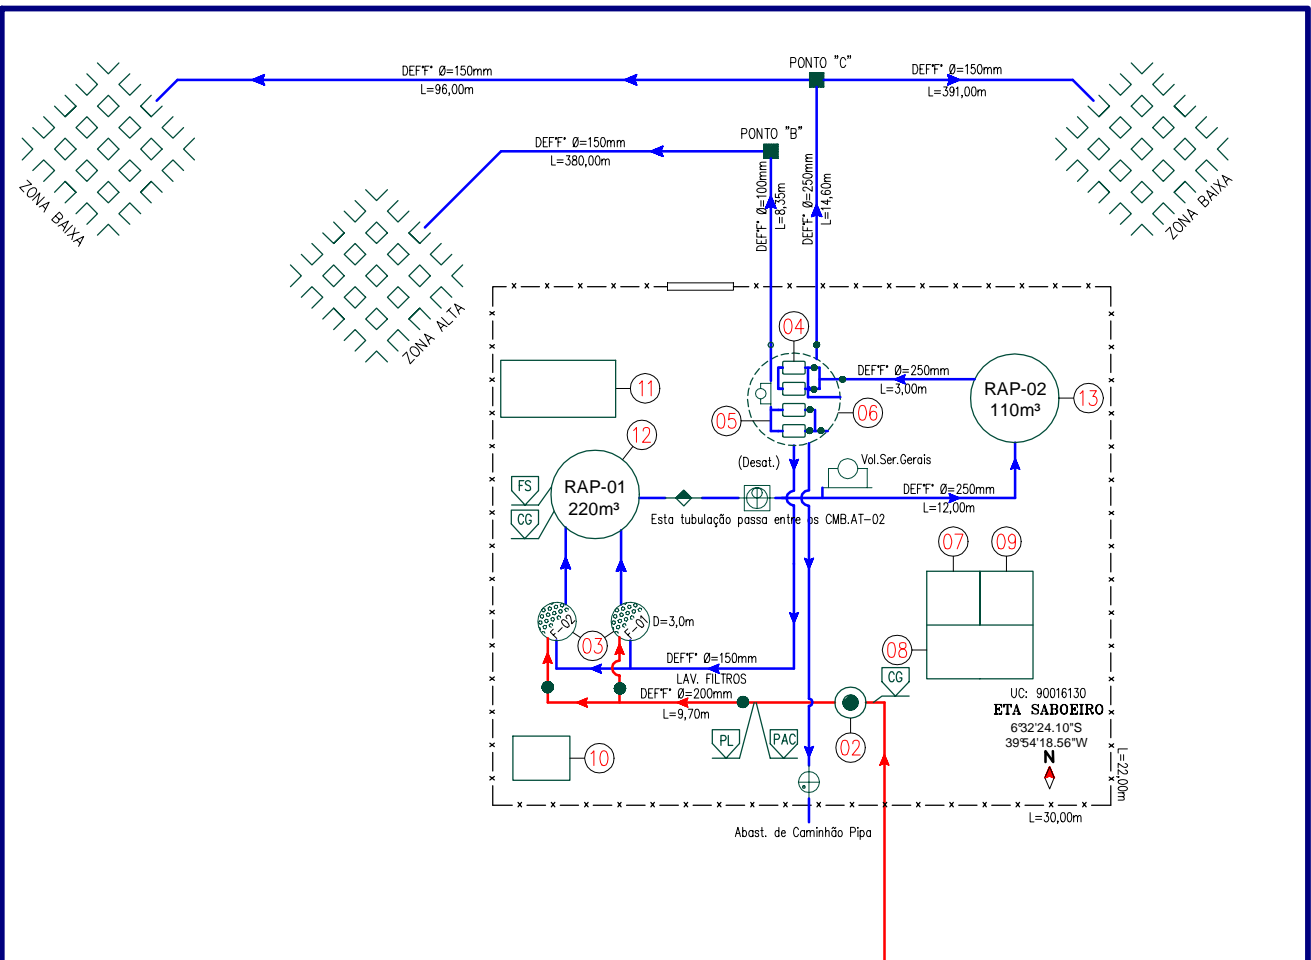 PONTO "C"
DEF°F° Ø=150mm
L=96,00m
DEF°F° Ø=150mm
L=391,00m
PONTO "B"
DEF°F° Ø=150mm
L=380,00m
DEF°F° Ø=100mm
L=8,35m
DEF°F° Ø=250mm
L=14,60m
ZONA BAIXA
ZONA ALTA
ZONA BAIXA
04
11
DEF°F° Ø=250mm
L=3,00m
RAP-02
110m³
13
05
06
12
(Desat.)
Vol.Ser.Gerais
FS
CG
RAP-01
220m³
DEF°F° Ø=250mm
L=12,00m
Esta tubulação passa entre os CMB.AT-02
07
09
F-02
F-01
D=3,0m
03
08
DEF°F° Ø=150mm
LAV. FILTROS
CG
DEF°F° Ø=200mm
L=9,70m
UC: 90016130
ETA SABOEIRO
6°32'24.10"S
39°54'18.56"W
N
PL
PAC
02
10
L=22,00m
L=30,00m
Abast. de Caminhão Pipa